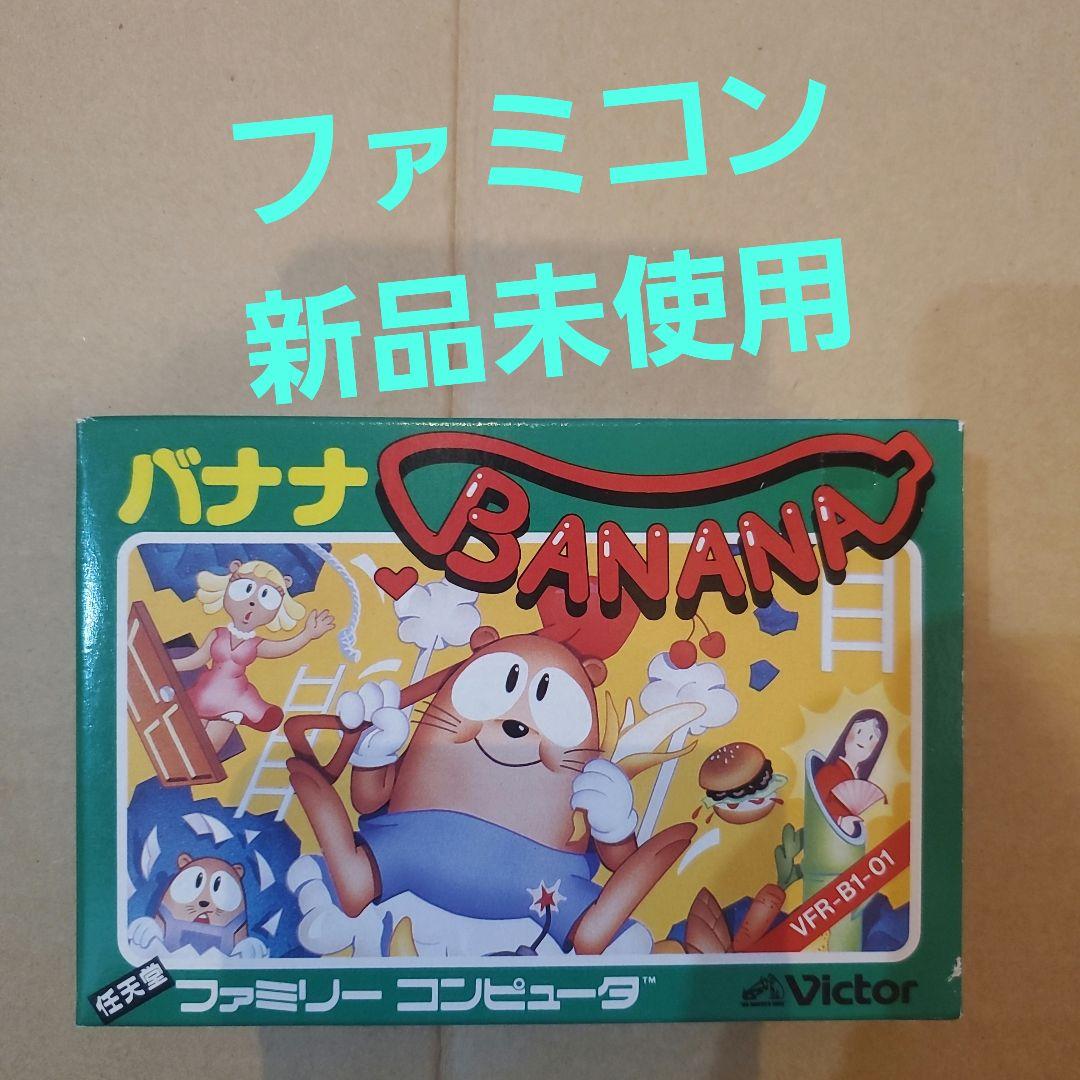 ファミコン
新品未使用
バナナ
BANANA
VFR-B1-01
任天堂
ファミリー コンピュータ™
Victor